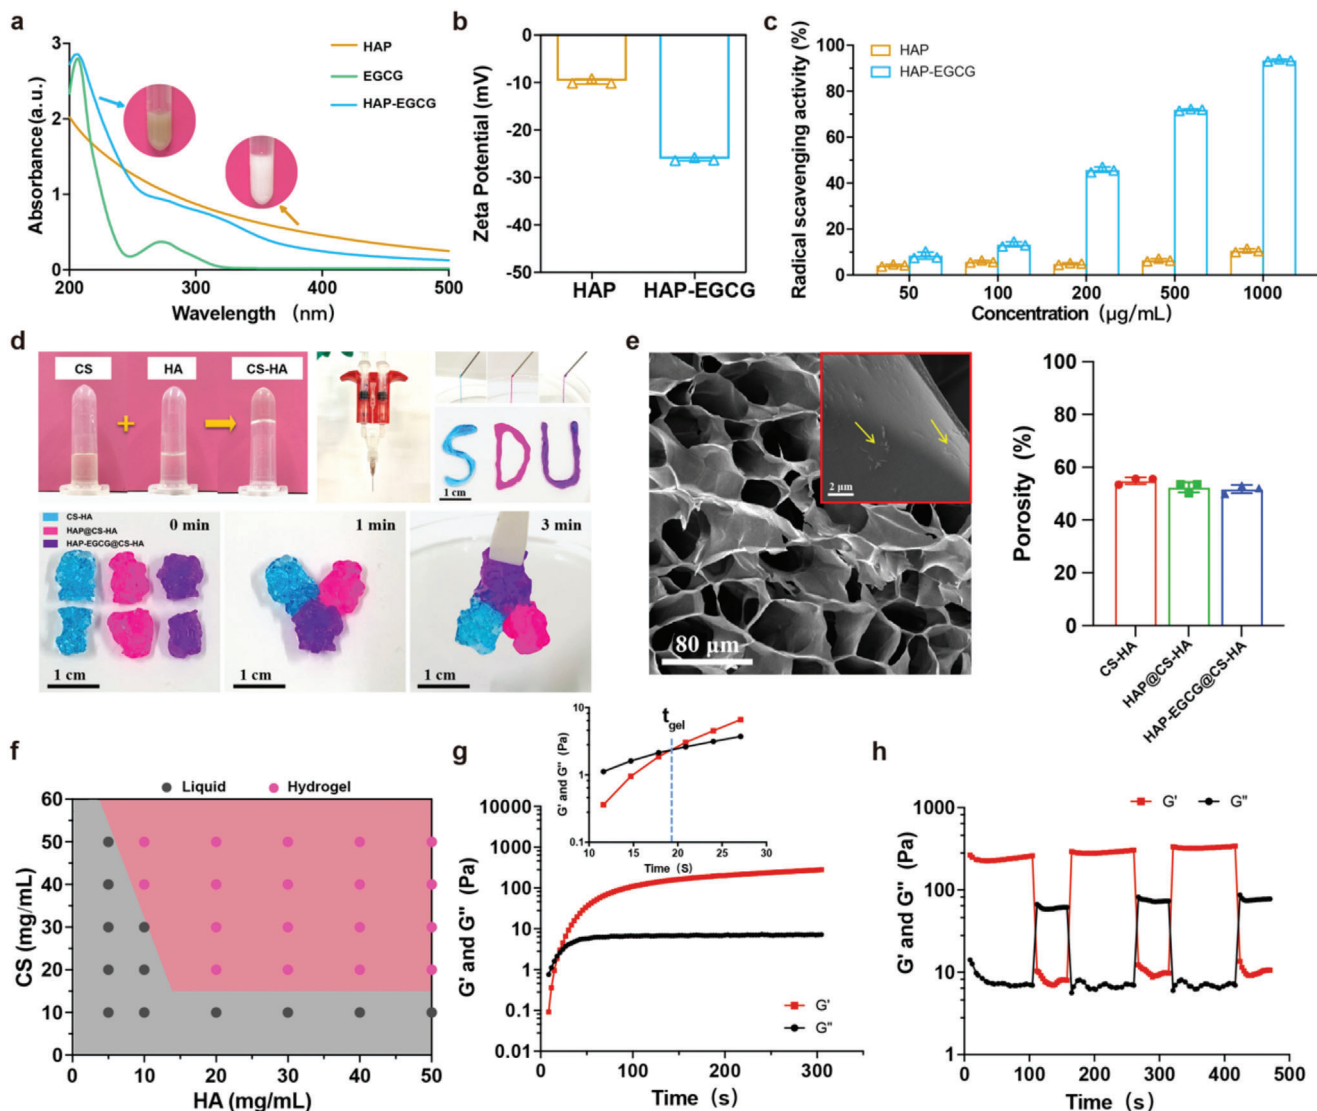 a
Absorbance(a.u.)
3
2
1
0
200
300
400
500
Wavelength (nm)
HAP
EGCG
HAP-EGCG
b
Zeta Potential (mV)
0
-10
-20
-30
-40
-50
HAP
HAP-EGCG
c
Radical scavenging activity (%)
100
80
60
40
20
0
HAP
HAP-EGCG
50
100
200
500
1000
Concentration (μg/mL)
d
CS
HA
CS-HA
+
SDU
1 cm
CS-HA
HAP@CS-HA
HAP-EGCG@CS-HA
0 min
1 cm
1 min
1 cm
3 min
1 cm
e
2 μm
80 μm
Porosity (%)
100
80
60
40
20
0
CS-HA
HAP@CS-HA
HAP-EGCG@CS-HA
f
Liquid
Hydrogel
CS (mg/mL)
60
50
40
30
20
10
0
0
10
20
30
40
50
HA (mg/mL)
g
G' and G'' (Pa)
10
1
0.1
tgel
10
15
20
25
30
Time (S)
G' and G'' (Pa)
10000
1000
100
10
1
0.1
0.01
0
100
200
300
400
Time (s)
G'
G''
h
G'
G''
G' and G'' (Pa)
1000
100
10
1
0
100
200
300
400
500
Time (s)